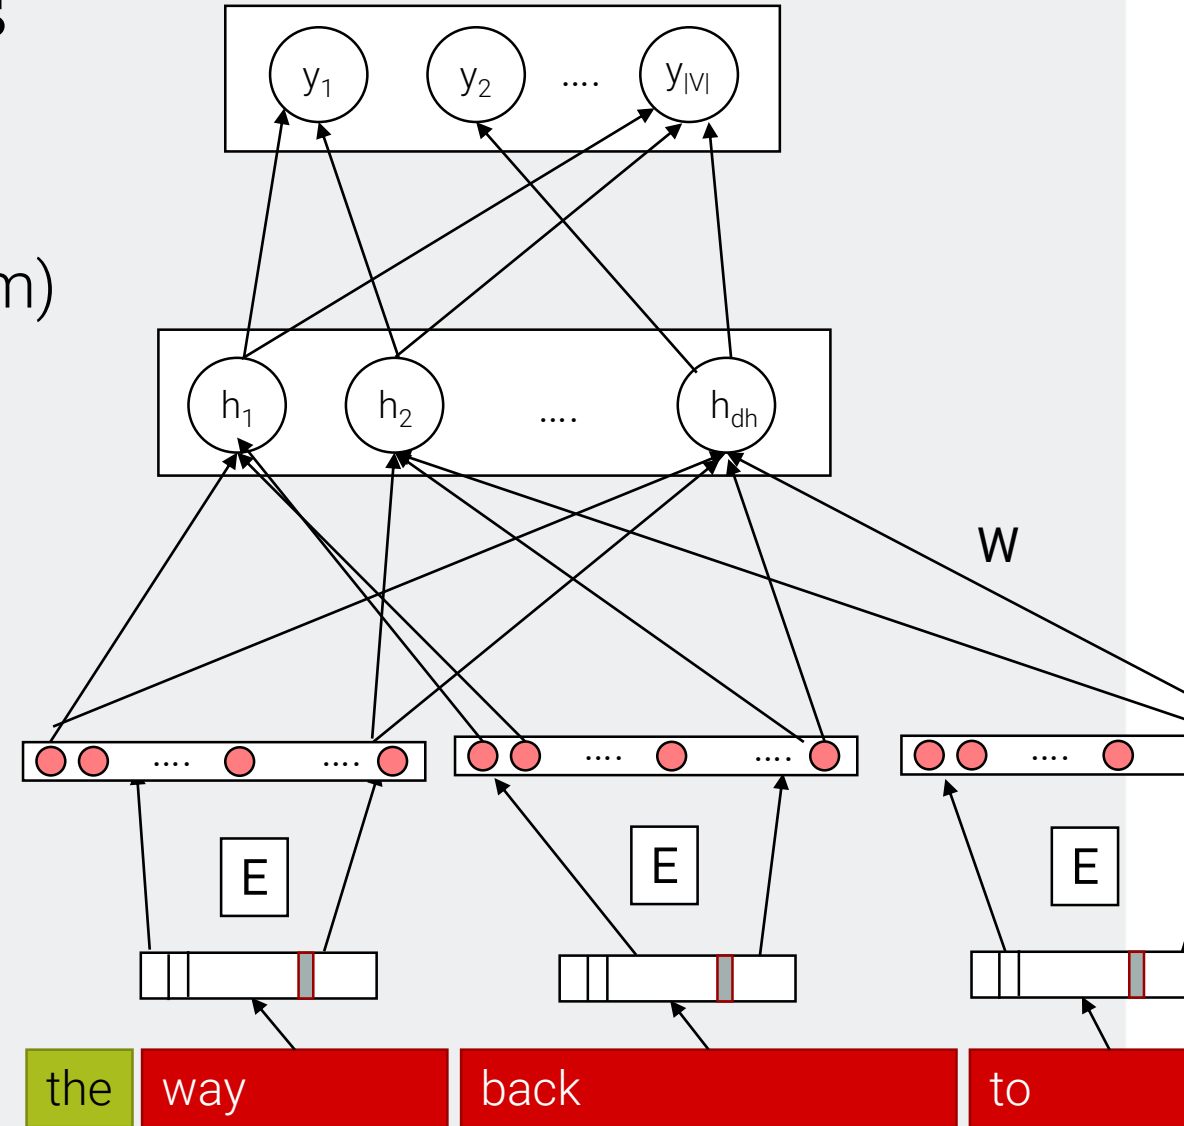 s
y1 y2 .... y|V|
m)
h1 h2 .... hdh
W
.... .... .... .... ....
E E E
the way back to